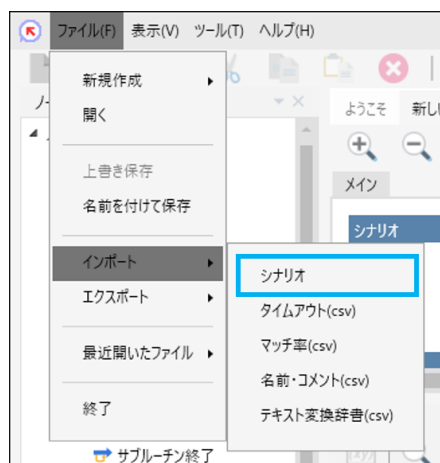 ファイル(F) 表示(V) ツール(T) ヘルプ(H)
新規作成
開く
上書き保存
名前を付けて保存
インポート
エクスポート
最近開いたファイル
終了
シナリオ
タイムアウト(csv)
マッチ率(csv)
名前・コメント(csv)
テキスト変換辞書(csv)
ようこそ 新し
メイン
シナリオ
サブルーチン終了